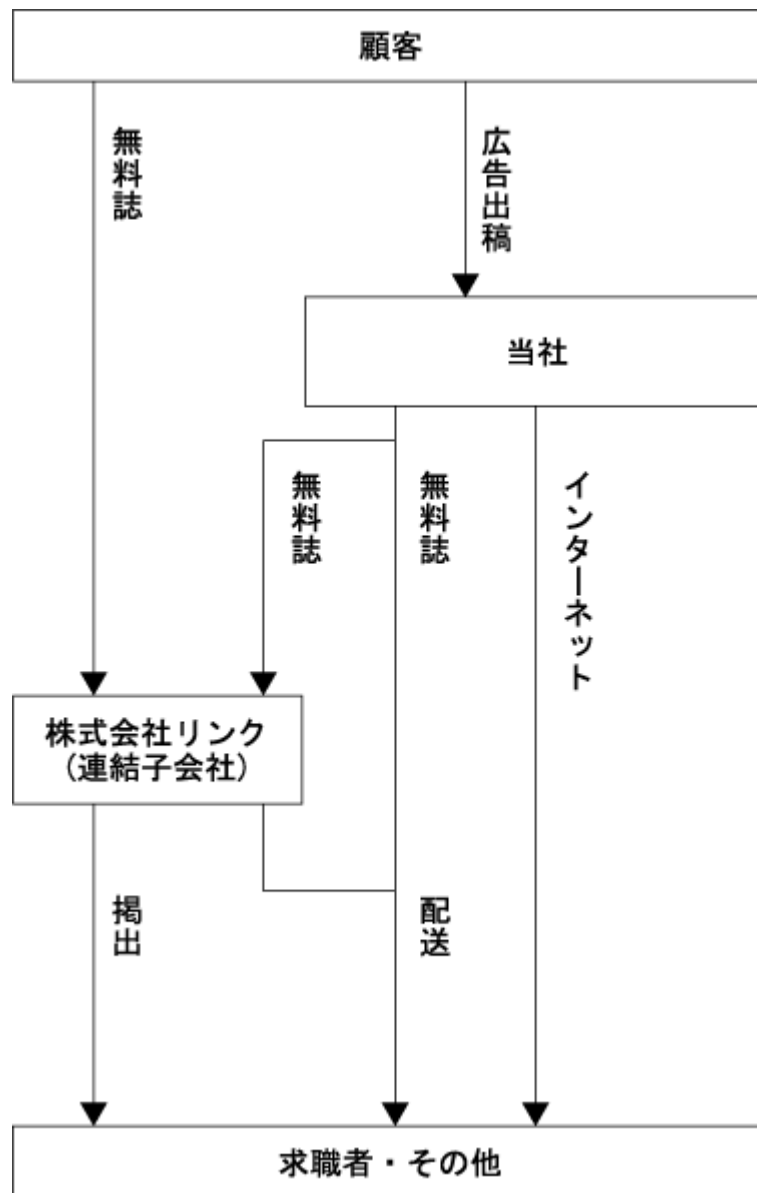 顧客
無料誌
広告出稿
当社
無料誌
無料誌
インターネット
株式会社リンク
（連結子会社）
掲出
配送
求職者・その他